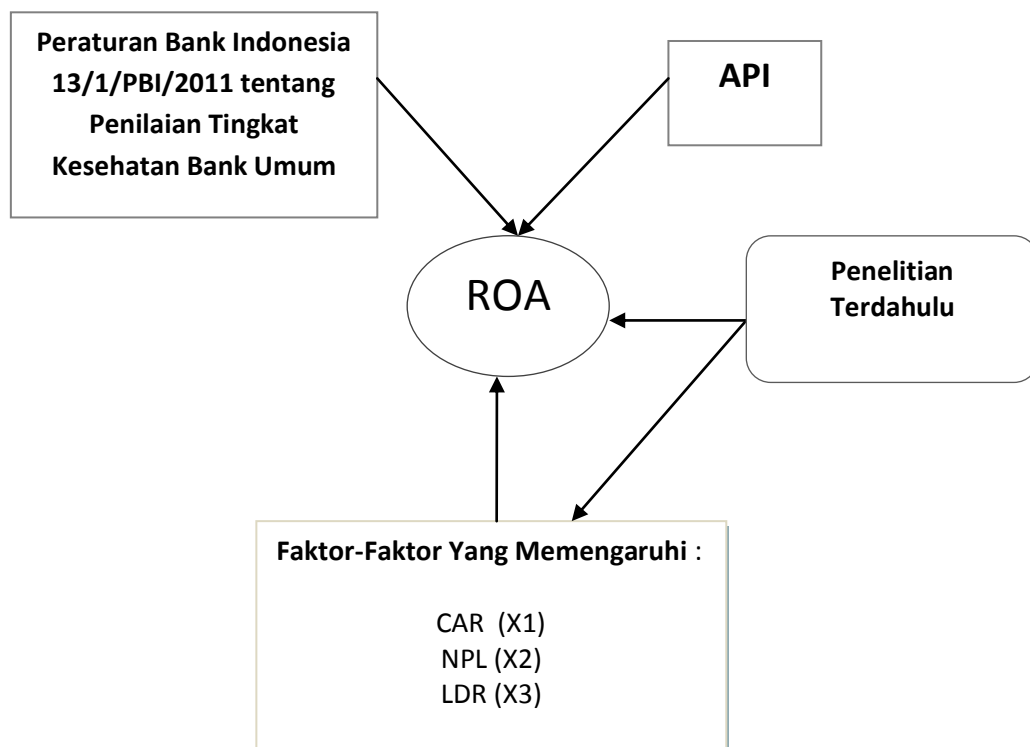 Peraturan Bank Indonesia
13/1/PBI/2011 tentang
Penilaian Tingkat
Kesehatan Bank Umum
API
ROA
Penelitian
Terdahulu
Faktor-Faktor Yang Memengaruhi :
CAR (X1)
NPL (X2)
LDR (X3)